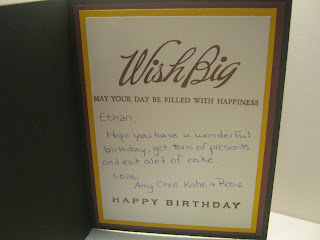 Wish Big
MAY YOUR DAY BE FILLED WITH HAPPINESS
Ethan,
Hope you have a wonderful
birthday, get tons of presents
and eat alot of cake
Love,
Amy Chris Katie & Rosie
HAPPY BIRTHDAY